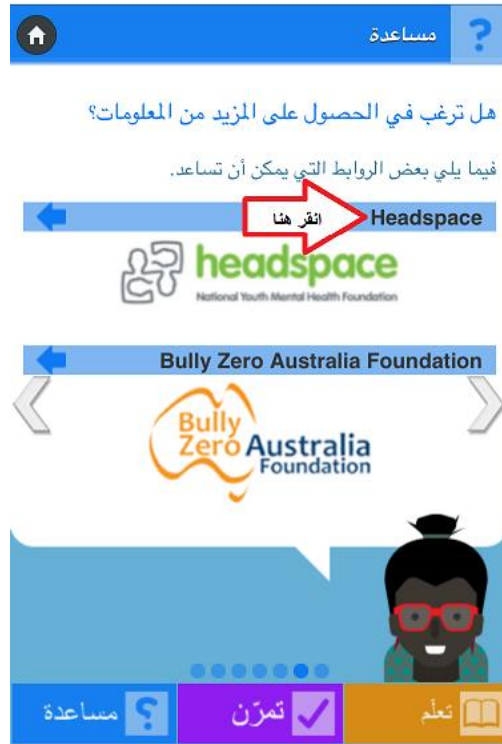 مساعدة
?
هل ترغب في الحصول على المزيد من المعلومات؟
فيما يلي بعض الروابط التي يمكن أن تساعد.
Headspace
انقر هنا
headspace
National Youth Mental Health Foundation
Bully Zero Australia Foundation
Bully
Zero Australia
Foundation
تعلّم
تمرّن
مساعدة ?